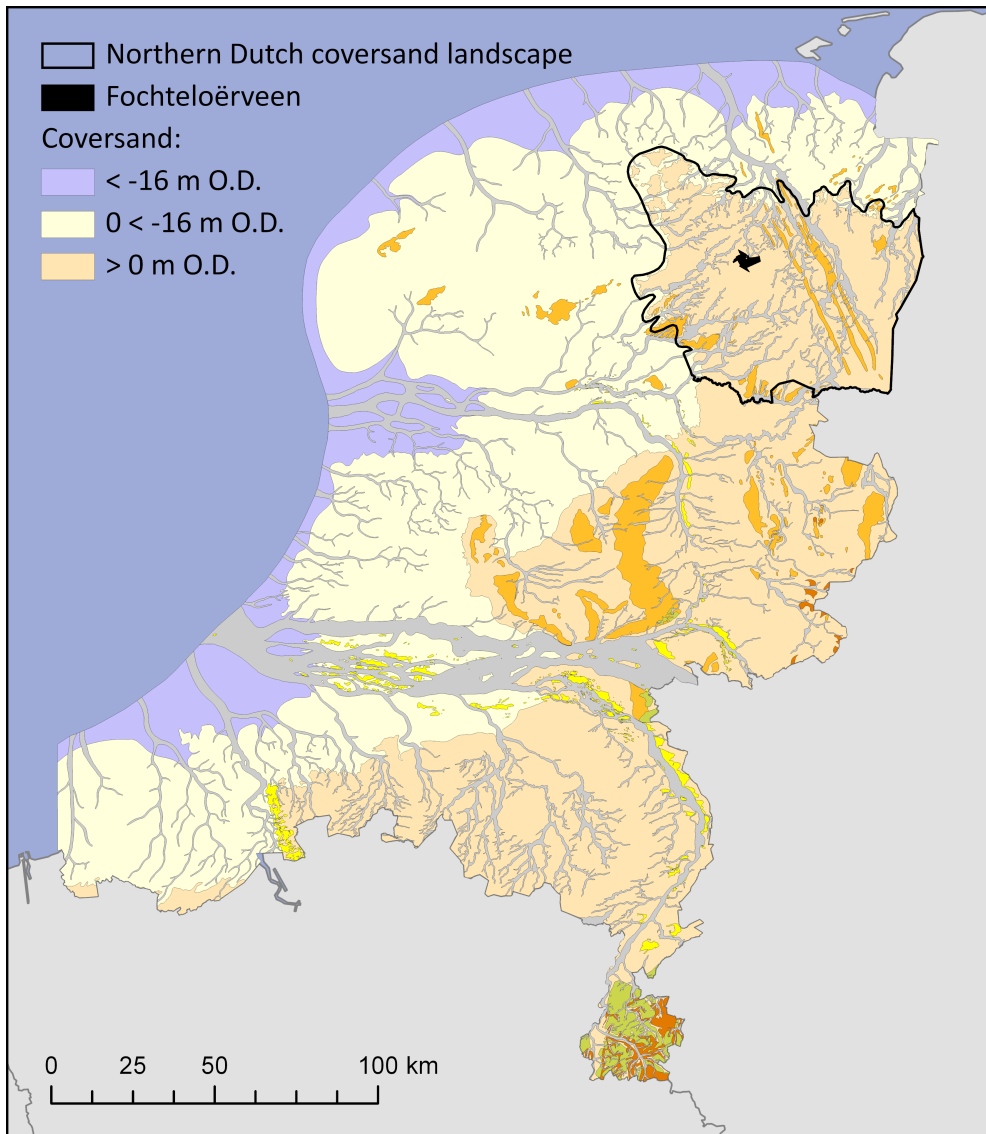 Northern Dutch coversand landscape
Fochteloërveen
Coversand:
< -16 m O.D.
0 < -16 m O.D.
> 0 m O.D.
0 25 50 100 km